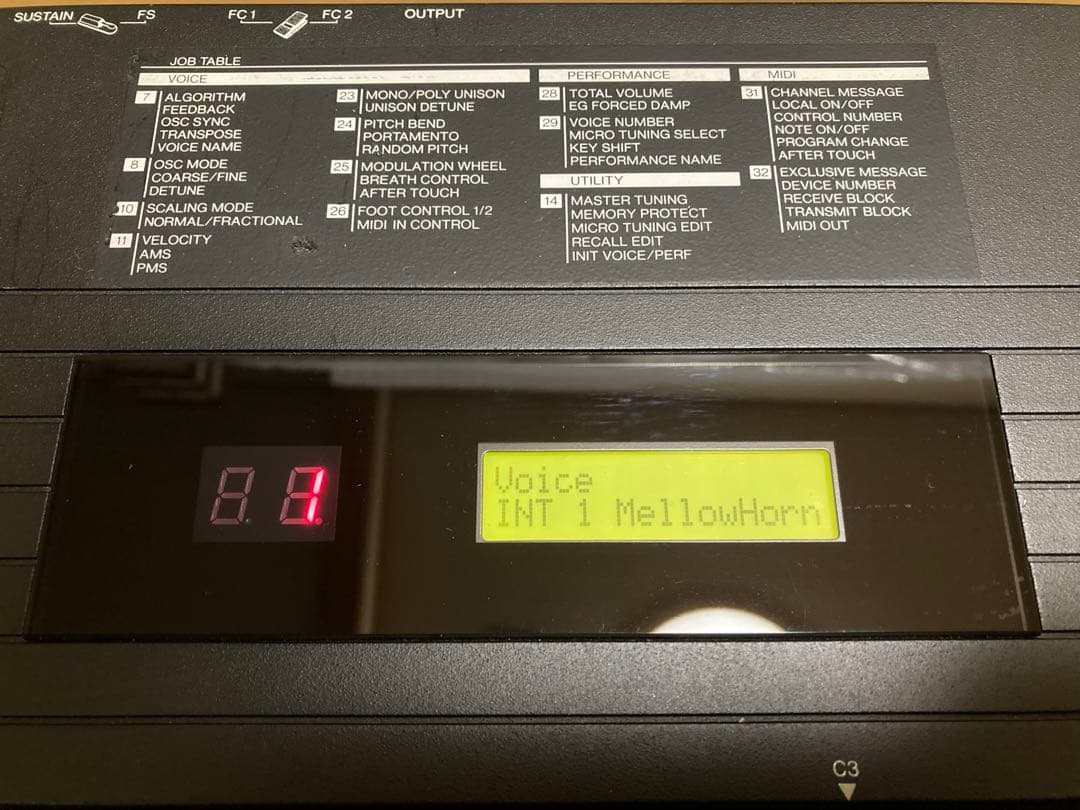 SUSTAIN FS FC 1 FC 2 OUTPUT
JOB TABLE
VOICE
7 ALGORITHM
FEEDBACK
OSC SYNC
TRANSPOSE
VOICE NAME
8 OSC MODE
COARSE/FINE
DETUNE
10 SCALING MODE
NORMAL/FRACTIONAL
11 VELOCITY
AMS
PMS
23 MONO/POLY UNISON
UNISON DETUNE
24 PITCH BEND
PORTAMENTO
RANDOM PITCH
25 MODULATION WHEEL
BREATH CONTROL
AFTER TOUCH
26 FOOT CONTROL 1/2
MIDI IN CONTROL
PERFORMANCE
28 TOTAL VOLUME
EG FORCED DAMP
29 VOICE NUMBER
MICRO TUNING SELECT
KEY SHIFT
PERFORMANCE NAME
UTILITY
14 MASTER TUNING
MEMORY PROTECT
MICRO TUNING EDIT
RECALL EDIT
INIT VOICE/PERF
MIDI
31 CHANNEL MESSAGE
LOCAL ON/OFF
CONTROL NUMBER
NOTE ON/OFF
PROGRAM CHANGE
AFTER TOUCH
32 EXCLUSIVE MESSAGE
DEVICE NUMBER
RECEIVE BLOCK
TRANSMIT BLOCK
MIDI OUT
1
Voice
INT 1 MellowHorn
C3